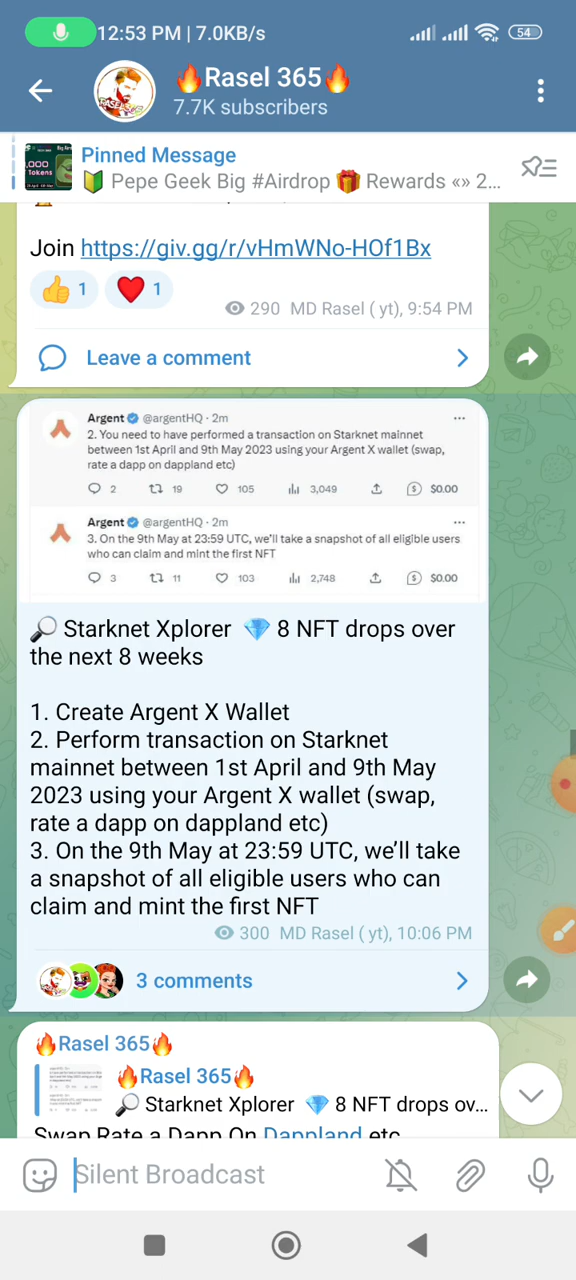 12:53 PM | 7.0KB/s
54
🔥Rasel 365🔥
7.7K subscribers
Pinned Message
🔰 Pepe Geek Big #Airdrop 🎁 Rewards «» 2...
Join https://giv.gg/r/vHmWNo-HOf1Bx
👍 1 ❤️ 1
290 MD Rasel ( yt), 9:54 PM
Leave a comment
Argent @argentHQ · 2m
2. You need to have performed a transaction on Starknet mainnet
between 1st April and 9th May 2023 using your Argent X wallet (swap,
rate a dapp on dappland etc)
2 19 105 3,049 $0.00
Argent @argentHQ · 2m
3. On the 9th May at 23:59 UTC, we'll take a snapshot of all eligible users
who can claim and mint the first NFT
3 11 103 2,748 $0.00
🔎 Starknet Xplorer 💎 8 NFT drops over
the next 8 weeks
1. Create Argent X Wallet
2. Perform transaction on Starknet
mainnet between 1st April and 9th May
2023 using your Argent X wallet (swap,
rate a dapp on dappland etc)
3. On the 9th May at 23:59 UTC, we'll take
a snapshot of all eligible users who can
claim and mint the first NFT
300 MD Rasel ( yt), 10:06 PM
3 comments
🔥Rasel 365🔥
🔥Rasel 365🔥
🔎 Starknet Xplorer 💎 8 NFT drops ov...
Swap Rate a Dapp On Dappland etc
Silent Broadcast